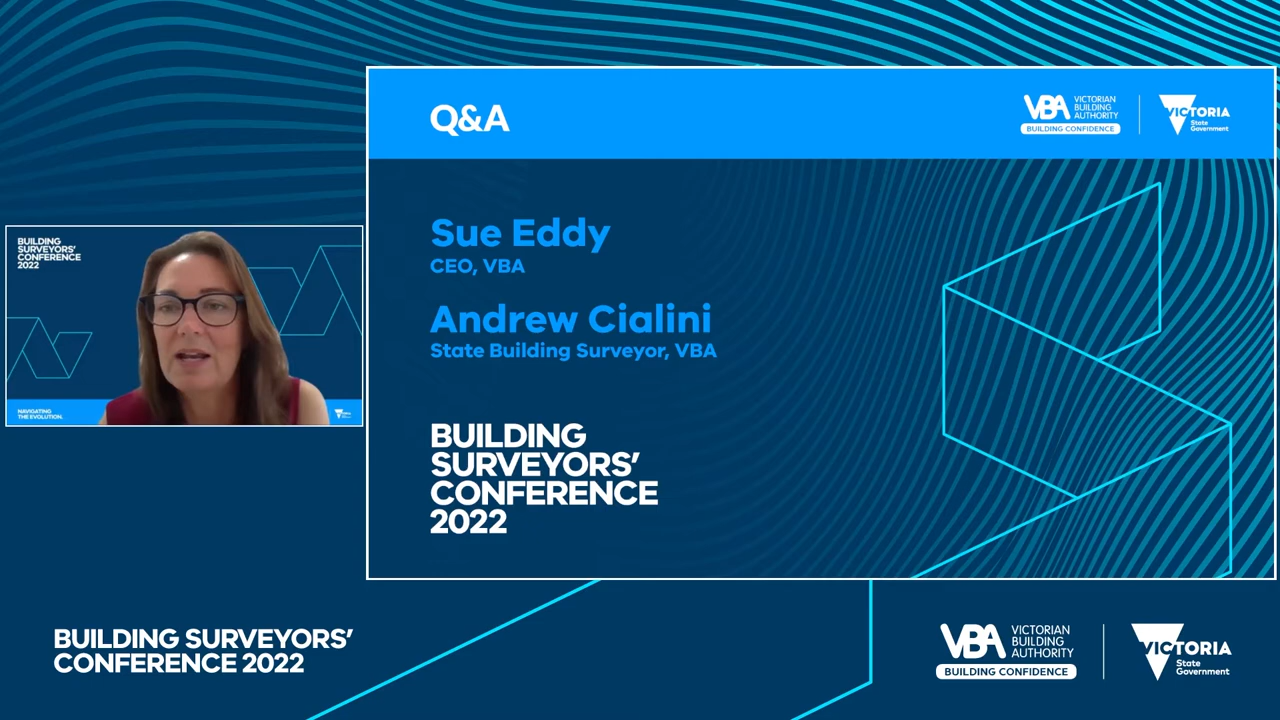 Q&A
VBA
VICTORIAN
BUILDING
AUTHORITY
BUILDING CONFIDENCE
VICTORIA
State
Government
Sue Eddy
CEO, VBA
Andrew Cialini
State Building Surveyor, VBA
BUILDING
SURVEYORS’
CONFERENCE
2022
BUILDING
SURVEYORS’
CONFERENCE
2022
NAVIGATING
THE EVOLUTION.
VICTORIA
BUILDING SURVEYORS’
CONFERENCE 2022
VBA
VICTORIAN
BUILDING
AUTHORITY
BUILDING CONFIDENCE
VICTORIA
State
Government